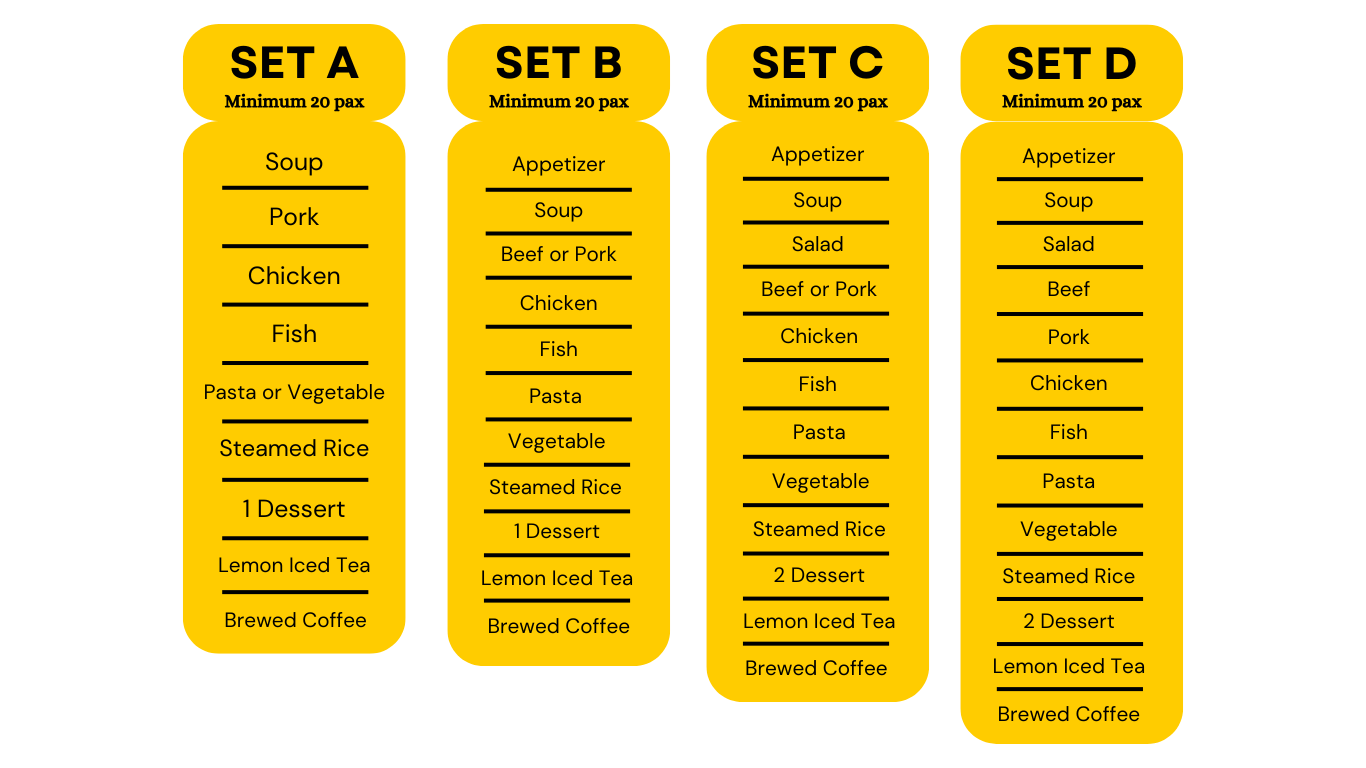 SET A
Minimum 20 pax
Soup
Pork
Chicken
Fish
Pasta or Vegetable
Steamed Rice
1 Dessert
Lemon Iced Tea
Brewed Coffee
SET B
Minimum 20 pax
Appetizer
Soup
Beef or Pork
Chicken
Fish
Pasta
Vegetable
Steamed Rice
1 Dessert
Lemon Iced Tea
Brewed Coffee
SET C
Minimum 20 pax
Appetizer
Soup
Salad
Beef or Pork
Chicken
Fish
Pasta
Vegetable
Steamed Rice
2 Dessert
Lemon Iced Tea
Brewed Coffee
SET D
Minimum 20 pax
Appetizer
Soup
Salad
Beef
Pork
Chicken
Fish
Pasta
Vegetable
Steamed Rice
2 Dessert
Lemon Iced Tea
Brewed Coffee